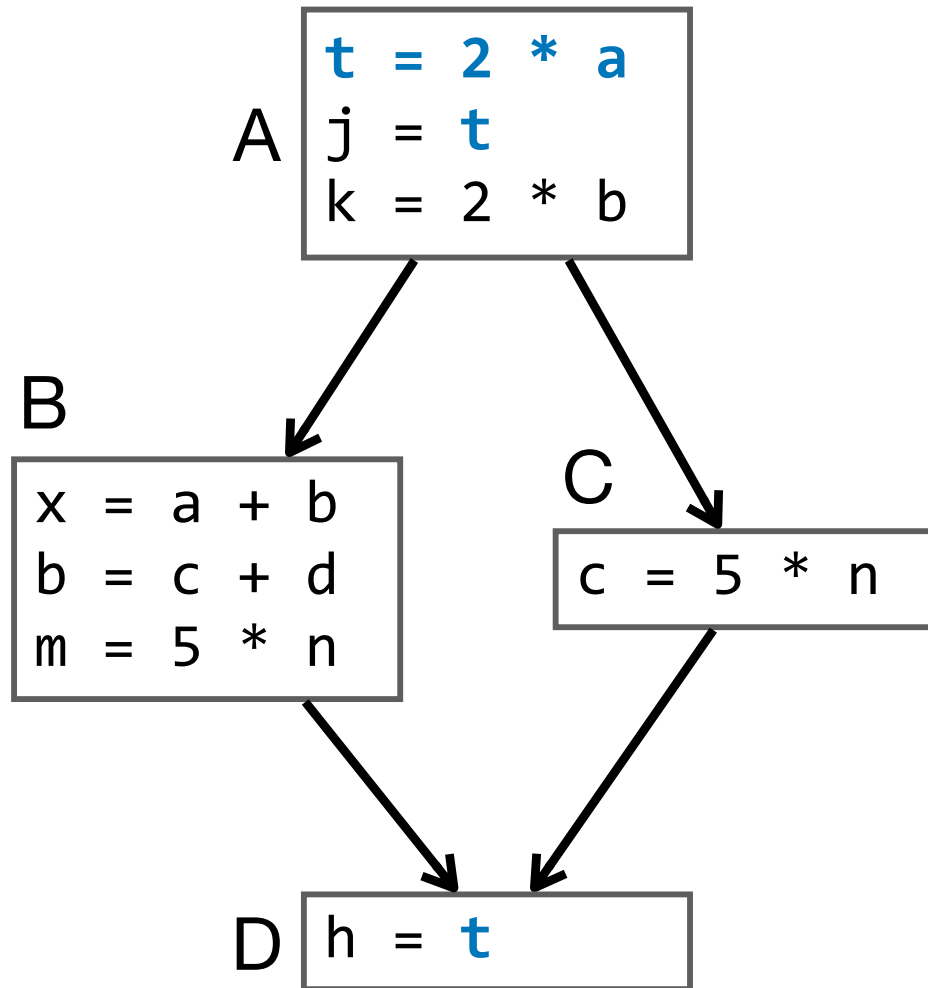 A
t = 2 * a
j = t
k = 2 * b
B
x = a + b
b = c + d
m = 5 * n
C
c = 5 * n
D
h = t